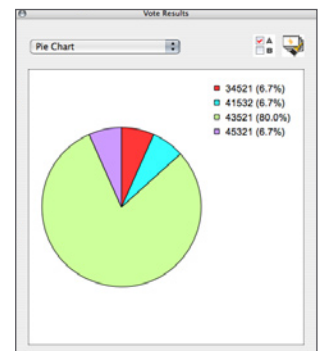 Vote Results
Pie Chart
A
B
34521 (6.7%)
41532 (6.7%)
43521 (80.0%)
45321 (6.7%)